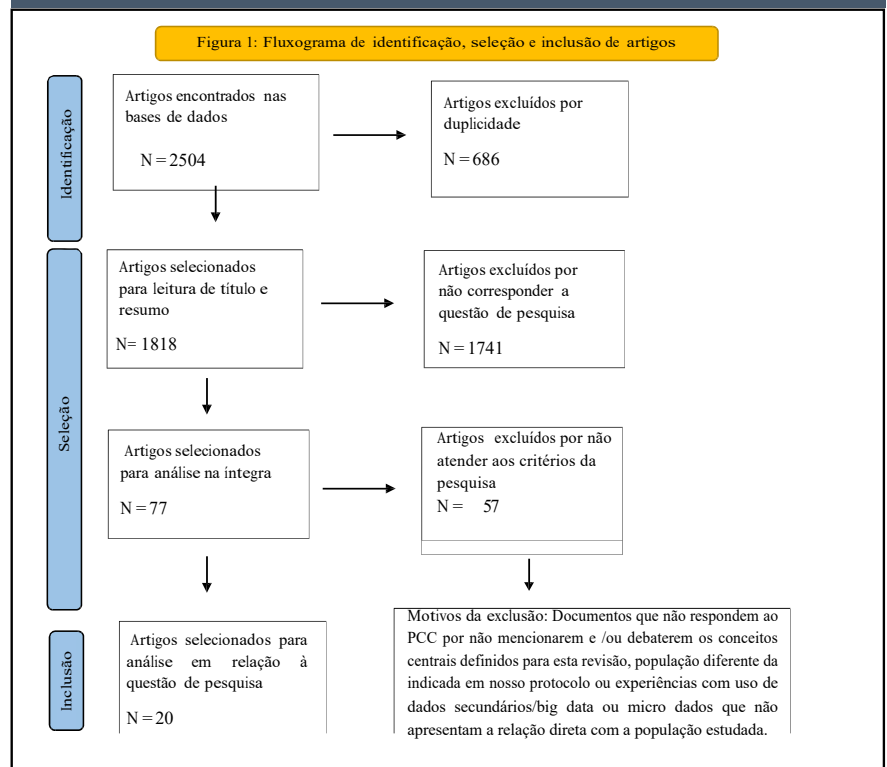 Figura 1: Fluxograma de identificação, seleção e inclusão de artigos
Identificação
Artigos encontrados nas
bases de dados
N = 2504
Artigos excluídos por
duplicidade
N = 686
Seleção
Artigos selecionados
para leitura de título e
resumo
N= 1818
Artigos excluídos por
não corresponder a
questão de pesquisa
N = 1741
Artigos selecionados
para análise na íntegra
N = 77
Artigos excluídos por não
atender aos critérios da
pesquisa
N = 57
Inclusão
Artigos selecionados para
análise em relação à
questão de pesquisa
N = 20
Motivos da exclusão: Documentos que não respondem ao
PCC por não mencionarem e /ou debaterem os conceitos
centrais definidos para esta revisão, população diferente da
indicada em nosso protocolo ou experiências com uso de
dados secundários/big data ou micro dados que não
apresentam a relação direta com a população estudada.